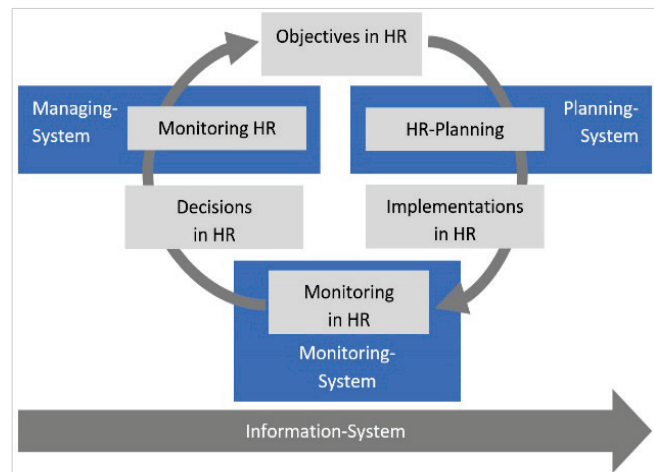 Objectives in HR
Managing-
System
Monitoring HR
HR-Planning
Planning-
System
Decisions
in HR
Implementations
in HR
Monitoring
in HR
Monitoring-
System
Information-System